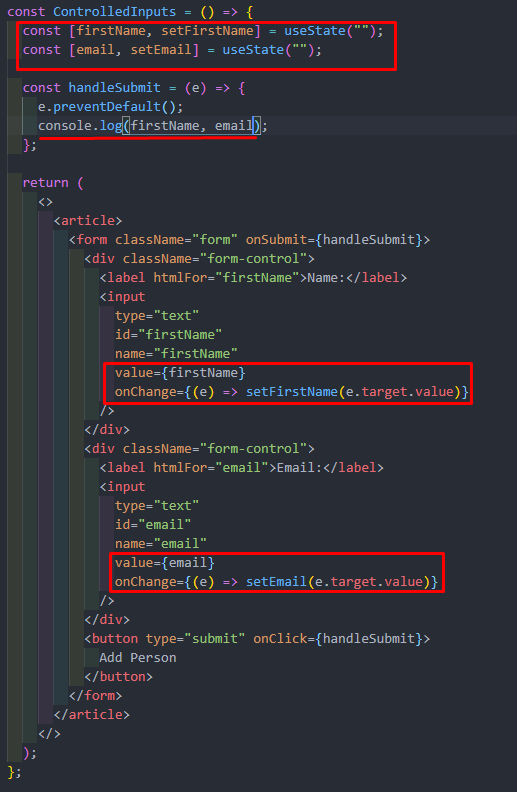 const ControlledInputs = () => {
const [firstName, setFirstName] = useState("");
const [email, setEmail] = useState("");
const handleSubmit = (e) => {
e.preventDefault();
console.log(firstName, email);
};
return (
<>
<article>
<form className="form" onSubmit={handleSubmit}>
<div className="form-control">
<label htmlFor="firstName">Name:</label>
<input
type="text"
id="firstName"
name="firstName"
value={firstName}
onChange={(e) => setFirstName(e.target.value)}
/>
</div>
<div className="form-control">
<label htmlFor="email">Email:</label>
<input
type="text"
id="email"
name="email"
value={email}
onChange={(e) => setEmail(e.target.value)}
/>
</div>
<button type="submit" onClick={handleSubmit}>
Add Person
</button>
</form>
</article>
</>
);
};